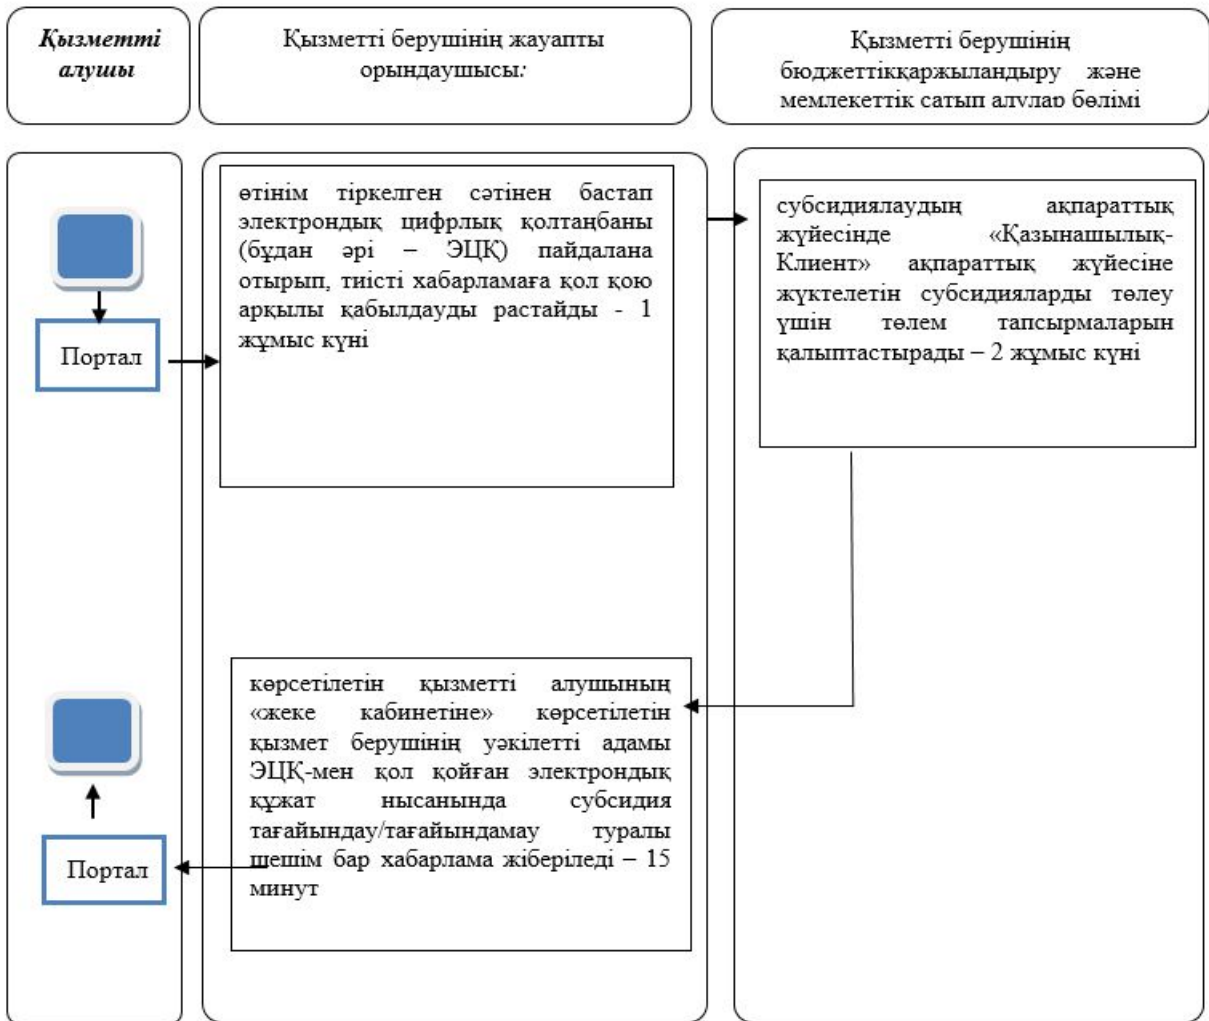 Қызметті
алушы
Қызметті берушінің жауапты
орындаушысы:
Қызметті берушінің
бюджеттікқаржыландыру және
мемлекеттік сатып алулар бөлімі
өтінім тіркелген сәтінен бастап
электрондық цифрлық қолтаңбаны
(бұдан әрі – ЭЦҚ) пайдалана
отырып, тиісті хабарламаға қол қою
арқылы қабылдауды растайды - 1
жұмыс күні
субсидиялаудың ақпараттық
жүйесінде «Қазынашылық-
Клиент» ақпараттық жүйесіне
жүктелетін субсидияларды төлеу
үшін төлем тапсырмаларын
қалыптастырады – 2 жұмыс күні
Портал
көрсетілетін қызметті алушының
«жеке кабинетіне» көрсетілетін
қызмет берушінің уәкілетті адамы
ЭЦҚ-мен қол қойған электрондық
құжат нысанында субсидия
тағайындау/тағайындамау туралы
шешім бар хабарлама жіберіледі – 15
минут
Портал